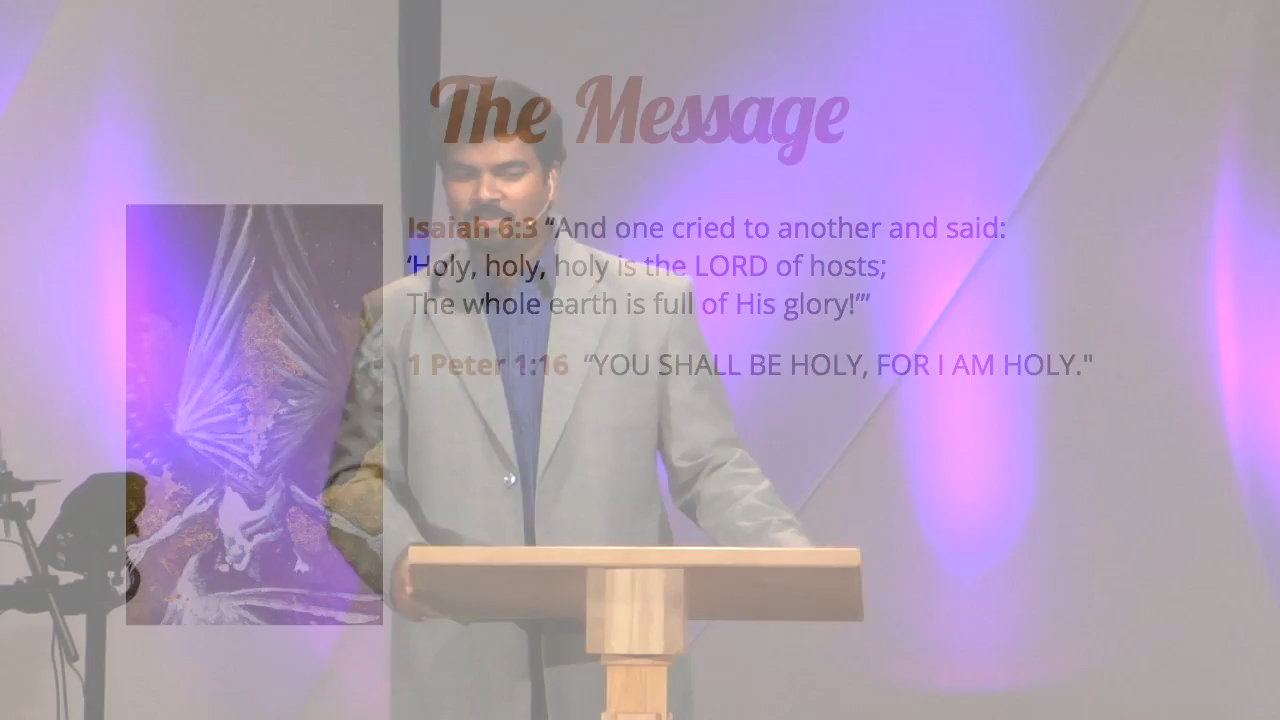 The Message
Isaiah 6:3 “And one cried to another and said:
‘Holy, holy, holy is the LORD of hosts;
The whole earth is full of His glory!’”
1 Peter 1:16 “YOU SHALL BE HOLY, FOR I AM HOLY."